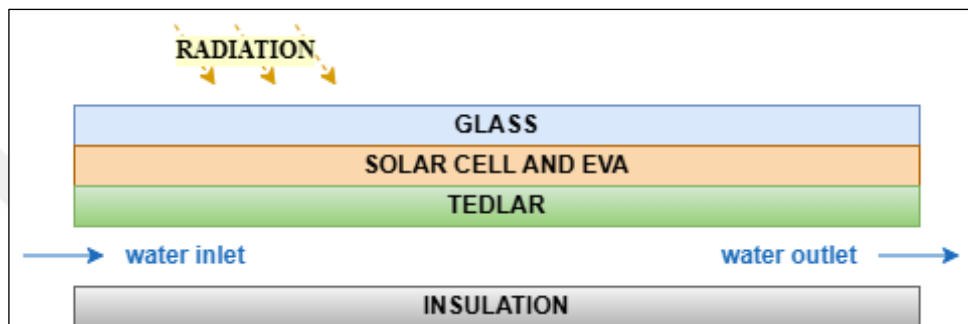 RADIATION
GLASS
SOLAR CELL AND EVA
TEDLAR
water inlet
water outlet
INSULATION